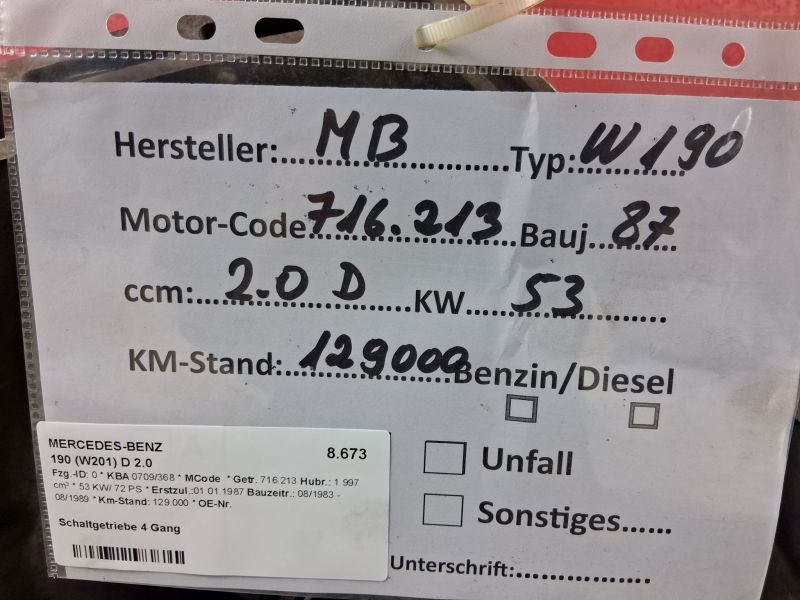 Hersteller:....MB..........Typ:W190
Motor-Code 716.213 Bauj..87...
ccm:....2.0 D.....KW...53........
KM-Stand:.129000 Benzin/Diesel
MERCEDES-BENZ 8.673
190 (W201) D 2.0
Fzg.-ID: 0 * KBA 0709/368 * MCode * Getr. 716.213 Hubr.: 1.997
cm³ * 53 KW/ 72 PS * Erstzul.:01.01.1987 Bauzeitr.: 08/1983 -
08/1989 * Km-Stand: 129.000 * OE-Nr.
Schaltgetriebe 4 Gang
Unfall
Sonstiges......
Unterschrift:................